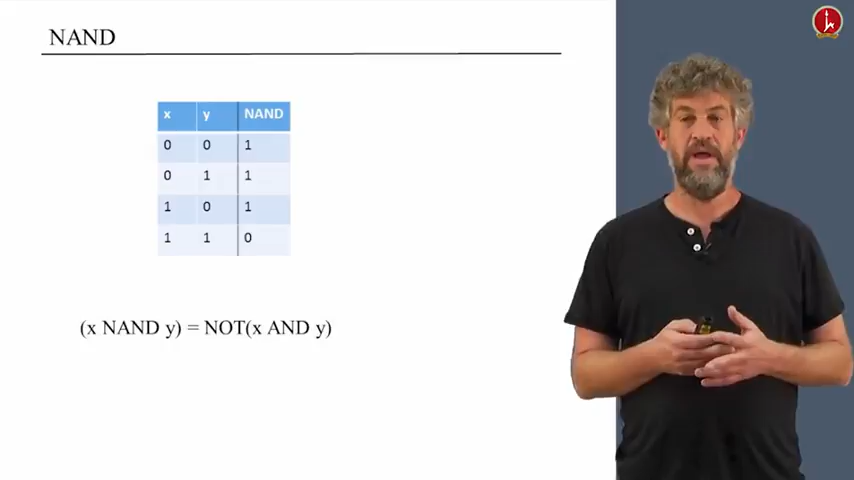 NAND
x y NAND
0 0 1
0 1 1
1 0 1
1 1 0
(x NAND y) = NOT(x AND y)